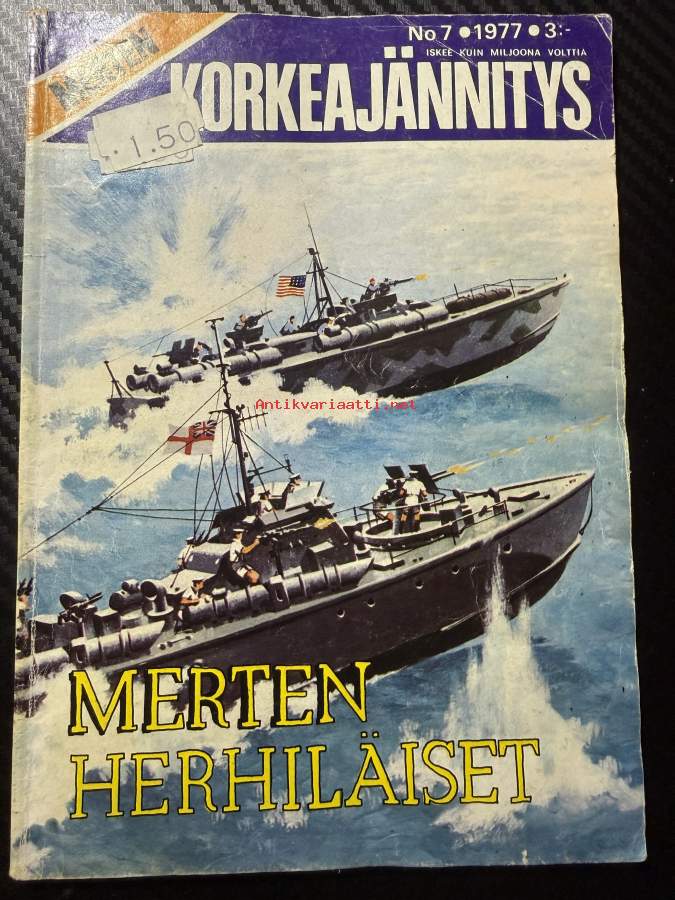 No 7 • 1977 • 3:-
ISKEE KUIN MILJOONA VOLTTIA
KORKEAJÄNNITYS
1.50
Antikvariaatti.net
MERTEN
HERHILÄISET